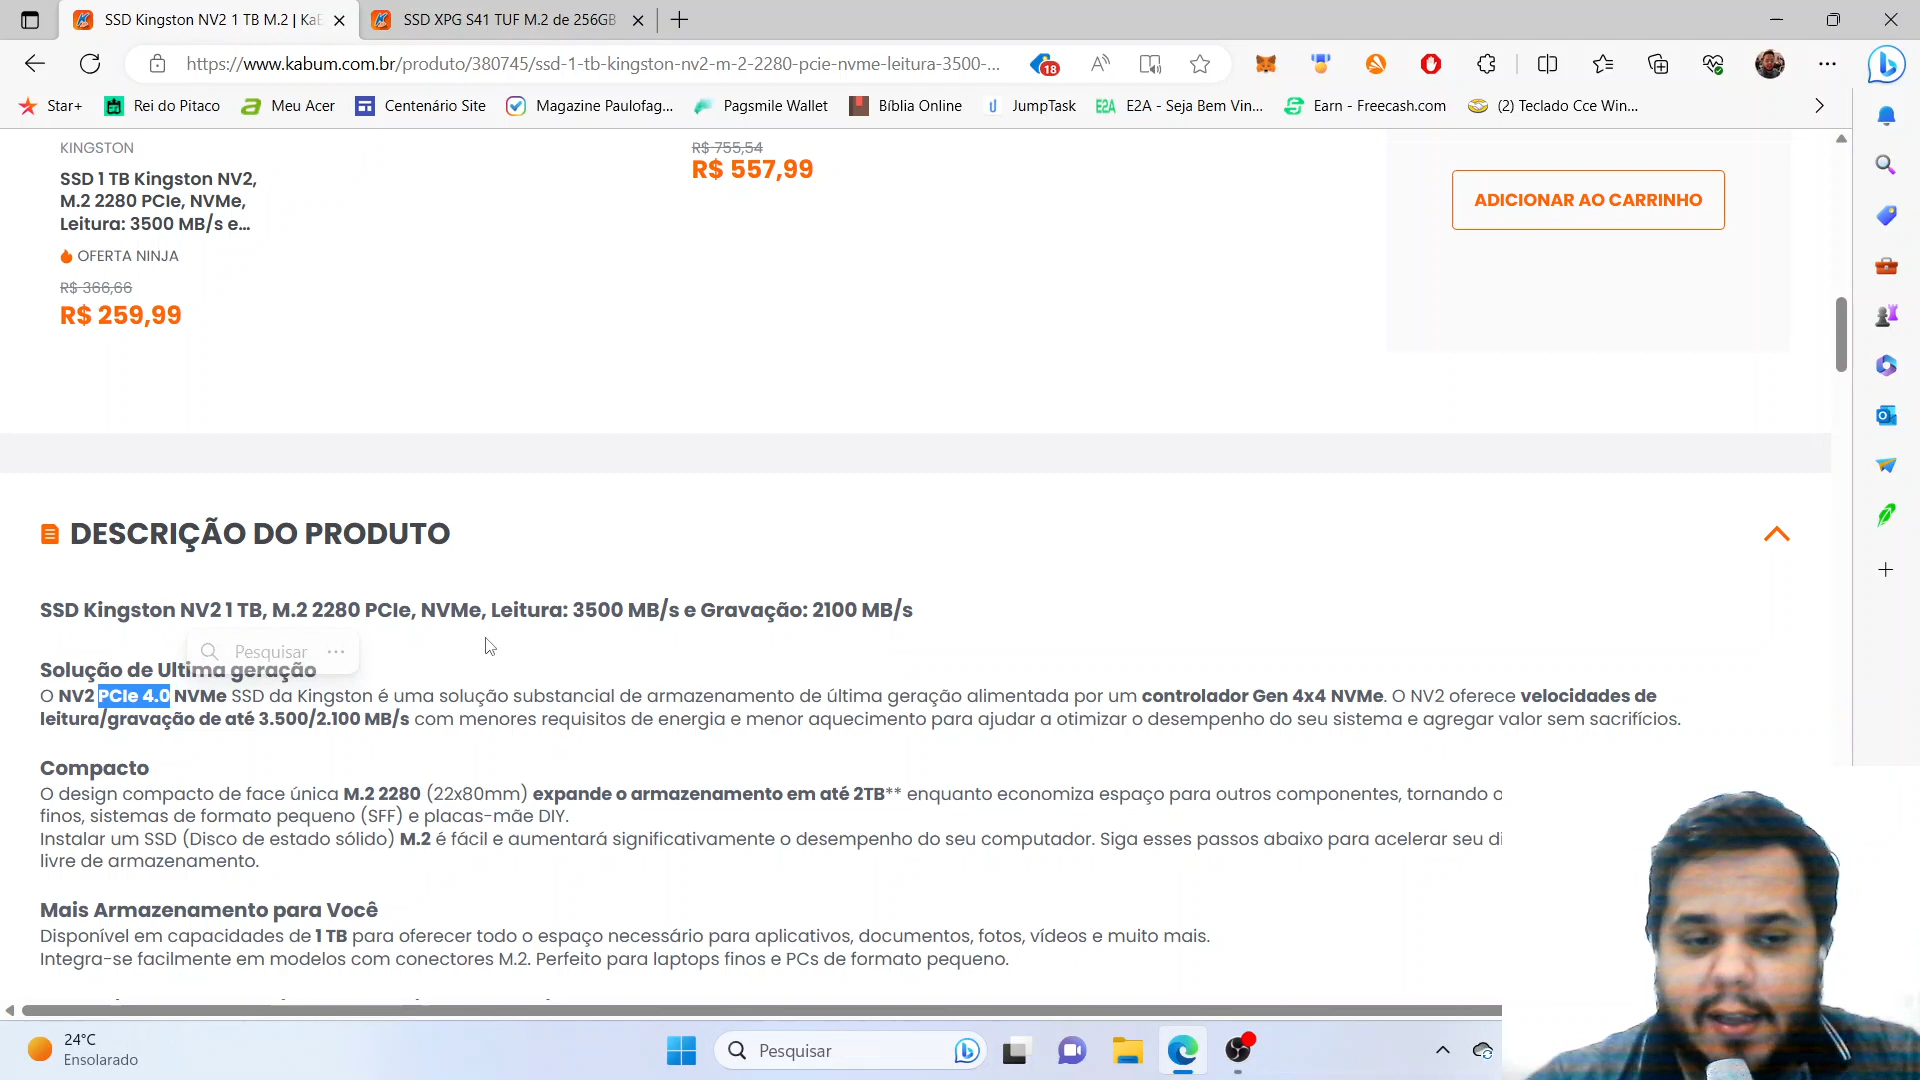 SSD Kingston NV2 1 TB M.2 | KaB
SSD XPG S41 TUF M.2 de 256GB
https://www.kabum.com.br/produto/380745/ssd-1-tb-kingston-nv2-m-2-2280-pcie-nvme-leitura-3500-...
18
Star+
Rei do Pitaco
Meu Acer
Centenário Site
Magazine Paulofag...
Pagsmile Wallet
Bíblia Online
JumpTask
E2A E2A - Seja Bem Vin...
Earn - Freecash.com
(2) Teclado Cce Win...
KINGSTON
SSD 1 TB Kingston NV2,
M.2 2280 PCIe, NVMe,
Leitura: 3500 MB/s e...
OFERTA NINJA
R$ 366,66
R$ 259,99
R$ 755,54
R$ 557,99
ADICIONAR AO CARRINHO
DESCRIÇÃO DO PRODUTO
SSD Kingston NV2 1 TB, M.2 2280 PCIe, NVMe, Leitura: 3500 MB/s e Gravação: 2100 MB/s
Pesquisar ...
Solução de Ultima geração
O NV2 PCIe 4.0 NVMe SSD da Kingston é uma solução substancial de armazenamento de última geração alimentada por um controlador Gen 4x4 NVMe. O NV2 oferece velocidades de
leitura/gravação de até 3.500/2.100 MB/s com menores requisitos de energia e menor aquecimento para ajudar a otimizar o desempenho do seu sistema e agregar valor sem sacrifícios.
Compacto
O design compacto de face única M.2 2280 (22x80mm) expande o armazenamento em até 2TB** enquanto economiza espaço para outros componentes, tornando o
finos, sistemas de formato pequeno (SFF) e placas-mãe DIY.
Instalar um SSD (Disco de estado sólido) M.2 é fácil e aumentará significativamente o desempenho do seu computador. Siga esses passos abaixo para acelerar seu di
livre de armazenamento.
Mais Armazenamento para Você
Disponível em capacidades de 1 TB para oferecer todo o espaço necessário para aplicativos, documentos, fotos, vídeos e muito mais.
Integra-se facilmente em modelos com conectores M.2. Perfeito para laptops finos e PCs de formato pequeno.
24°C
Ensolarado
Pesquisar